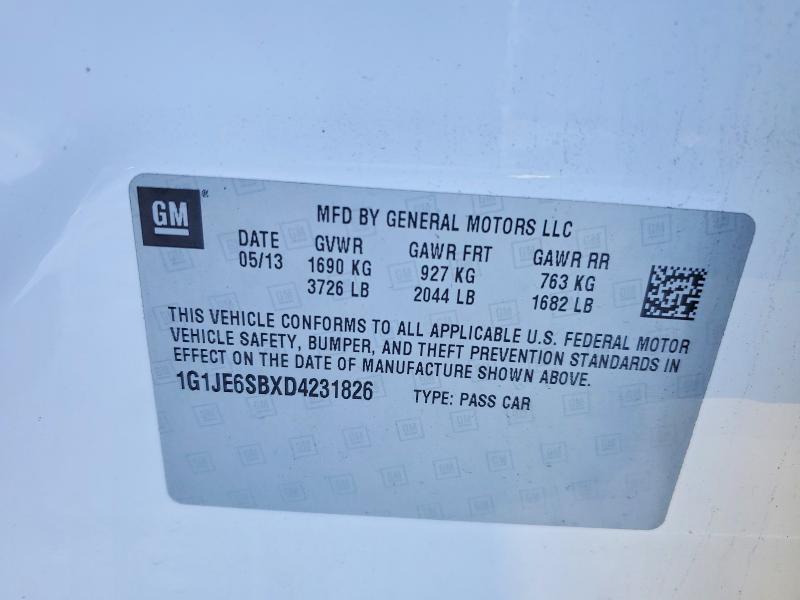 GM ®
MFD BY GENERAL MOTORS LLC
DATE GVWR GAWR FRT GAWR RR
05/13 1690 KG 927 KG 763 KG
3726 LB 2044 LB 1682 LB
THIS VEHICLE CONFORMS TO ALL APPLICABLE U.S. FEDERAL MOTOR
VEHICLE SAFETY, BUMPER, AND THEFT PREVENTION STANDARDS IN
EFFECT ON THE DATE OF MANUFACTURE SHOWN ABOVE.
1G1JE6SBXD4231826 TYPE: PASS CAR